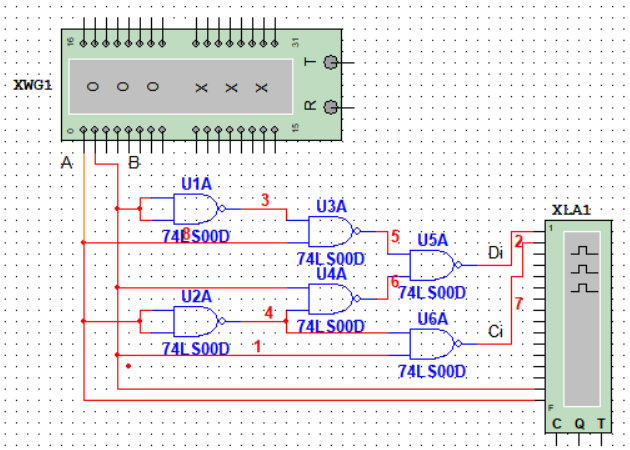 16 31
XWG1
O O O X X X
T
R
0 15
A B
U1A
3
74LS00D
8
U3A
5
74LS00D
U5A
Di
2
74LS00D
U4A
6
74LS00D
U2A
4
74LS00D
1
U6A
Ci
7
74LS00D
XLA1
1
F
C Q T